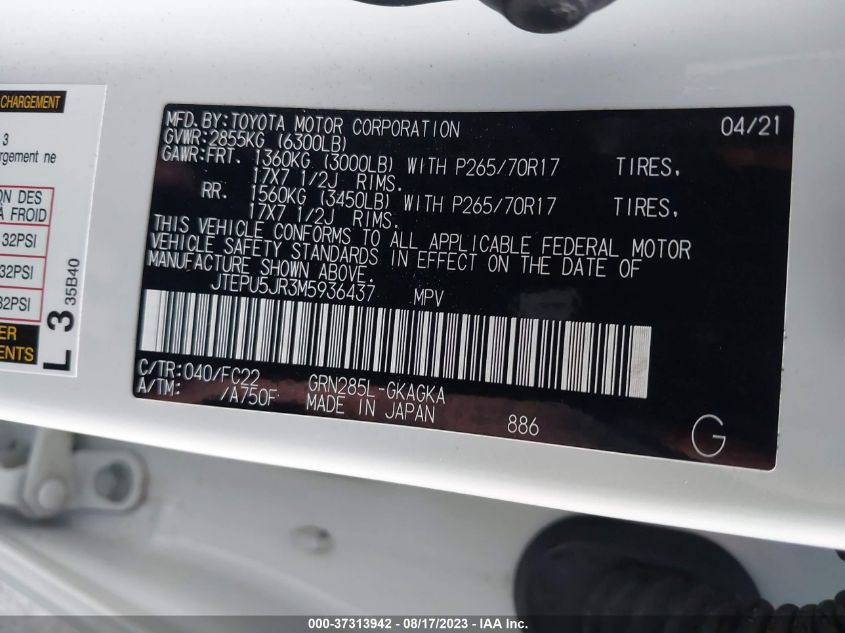 CHARGEMENT
3
argement ne
ON DES
À FROID
32PSI
32PSI
32PSI
ER
ENTS
L 3
35B40
MFD. BY: TOYOTA MOTOR CORPORATION 04/21
GVWR: 2855KG (6300LB)
GAWR: FRT. 1360KG (3000LB) WITH P265/70R17 TIRES,
17X7 1/2J RIMS.
RR. 1560KG (3450LB) WITH P265/70R17 TIRES,
17X7 1/2J RIMS.
THIS VEHICLE CONFORMS TO ALL APPLICABLE FEDERAL MOTOR
VEHICLE SAFETY STANDARDS IN EFFECT ON THE DATE OF
MANUFACTURE SHOWN ABOVE.
JTEPU5JR3M5936437 MPV
C/TR: 040/FC22 GRN285L-GKAGKA
A/TM: /A750F MADE IN JAPAN 886
G
000-37313942 - 08/17/2023 - COPYRIGHT IAA